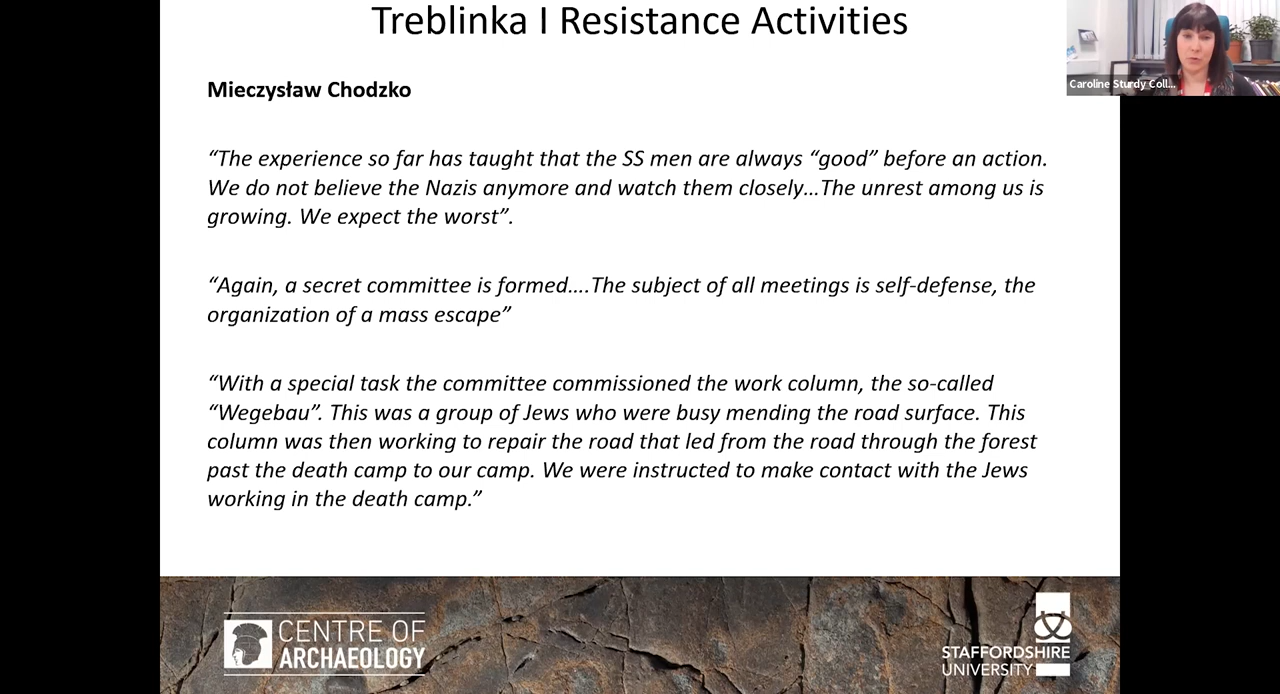 Treblinka I Resistance Activities
Caroline Sturdy Coll...
Mieczysław Chodzko
“The experience so far has taught that the SS men are always “good” before an action.
We do not believe the Nazis anymore and watch them closely…The unrest among us is
growing. We expect the worst”.
“Again, a secret committee is formed….The subject of all meetings is self-defense, the
organization of a mass escape”
“With a special task the committee commissioned the work column, the so-called
“Wegebau”. This was a group of Jews who were busy mending the road surface. This
column was then working to repair the road that led from the road through the forest
past the death camp to our camp. We were instructed to make contact with the Jews
working in the death camp.”
CENTRE OF
ARCHAEOLOGY
STAFFORDSHIRE
UNIVERSITY